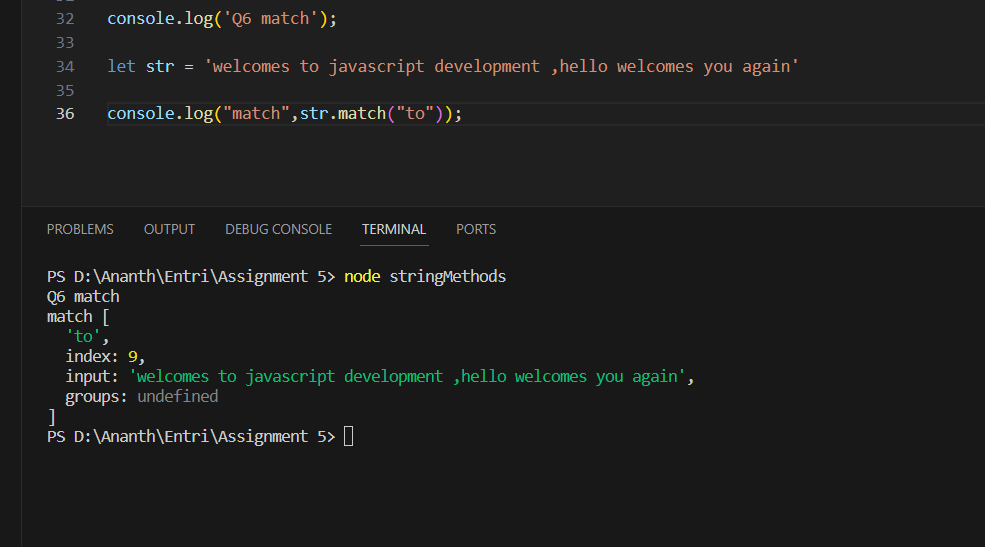 32 console.log('Q6 match');
33
34 let str = 'welcomes to javascript development ,hello welcomes you again'
35
36 console.log("match",str.match("to"));
PROBLEMS OUTPUT DEBUG CONSOLE TERMINAL PORTS
PS D:\Ananth\Entri\Assignment 5> node stringMethods
Q6 match
match [
  'to',
  index: 9,
  input: 'welcomes to javascript development ,hello welcomes you again',
  groups: undefined
]
PS D:\Ananth\Entri\Assignment 5>